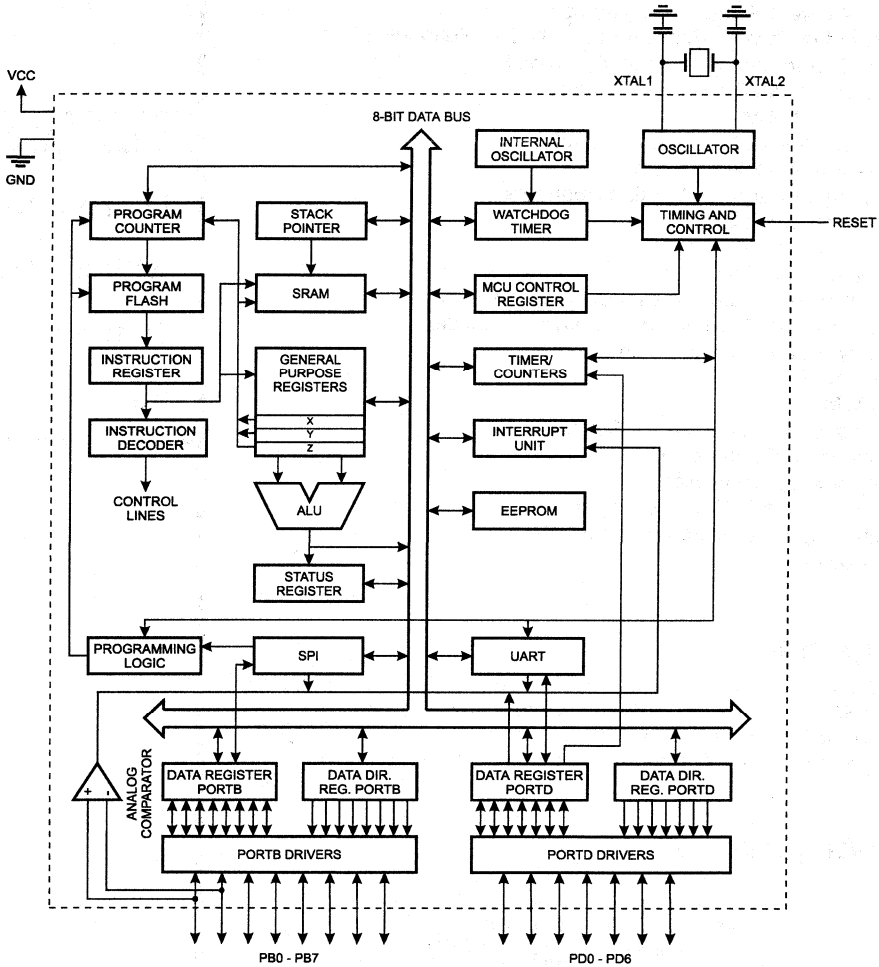 XTAL1
XTAL2
VCC
GND
8-BIT DATA BUS
INTERNAL
OSCILLATOR
OSCILLATOR
PROGRAM
COUNTER
STACK
POINTER
WATCHDOG
TIMER
TIMING AND
CONTROL
RESET
PROGRAM
FLASH
SRAM
MCU CONTROL
REGISTER
INSTRUCTION
REGISTER
GENERAL
PURPOSE
REGISTERS
X
Y
Z
TIMER/
COUNTERS
INSTRUCTION
DECODER
INTERRUPT
UNIT
CONTROL
LINES
ALU
EEPROM
STATUS
REGISTER
PROGRAMMING
LOGIC
SPI
UART
+
-
ANALOG
COMPARATOR
DATA REGISTER
PORTB
DATA DIR.
REG. PORTB
DATA REGISTER
PORTD
DATA DIR.
REG. PORTD
PORTB DRIVERS
PORTD DRIVERS
PB0 - PB7
PD0 - PD6